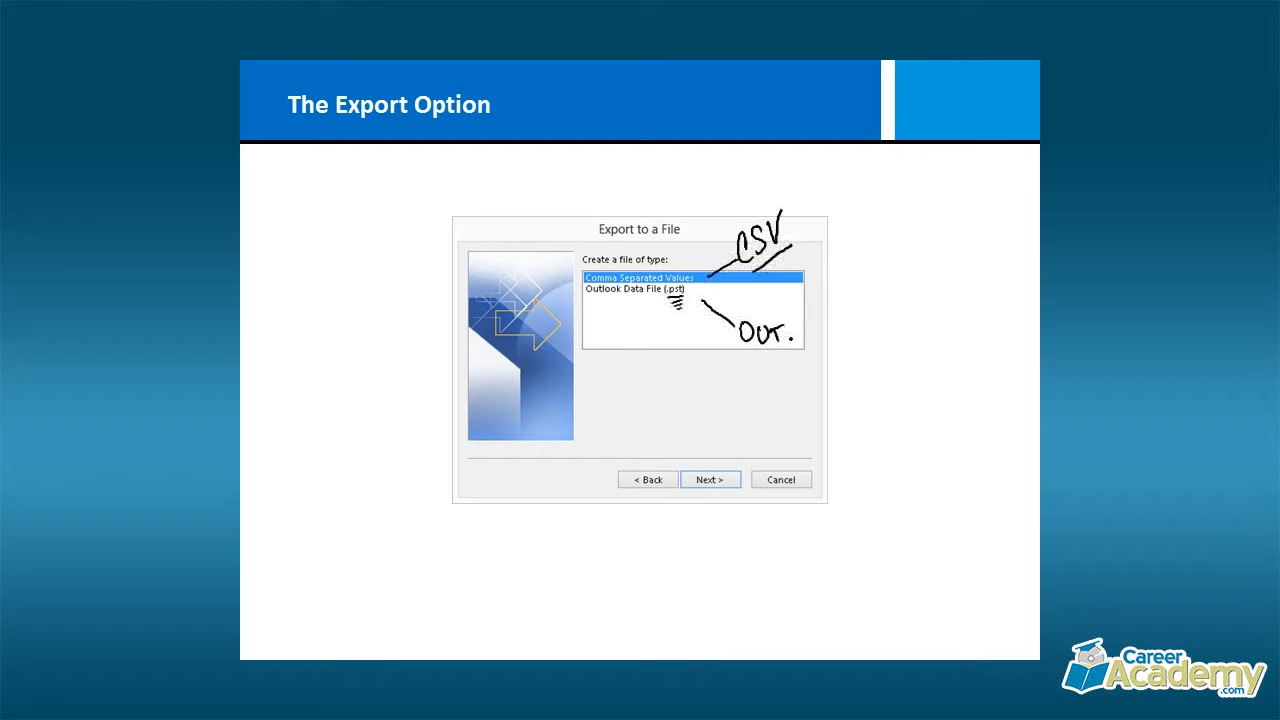 The Export Option
Export to a File
CSV
Create a file of type:
Comma Separated Values
Outlook Data File (.pst)
OUT.
< Back
Next >
Cancel
Career
Academy
.com